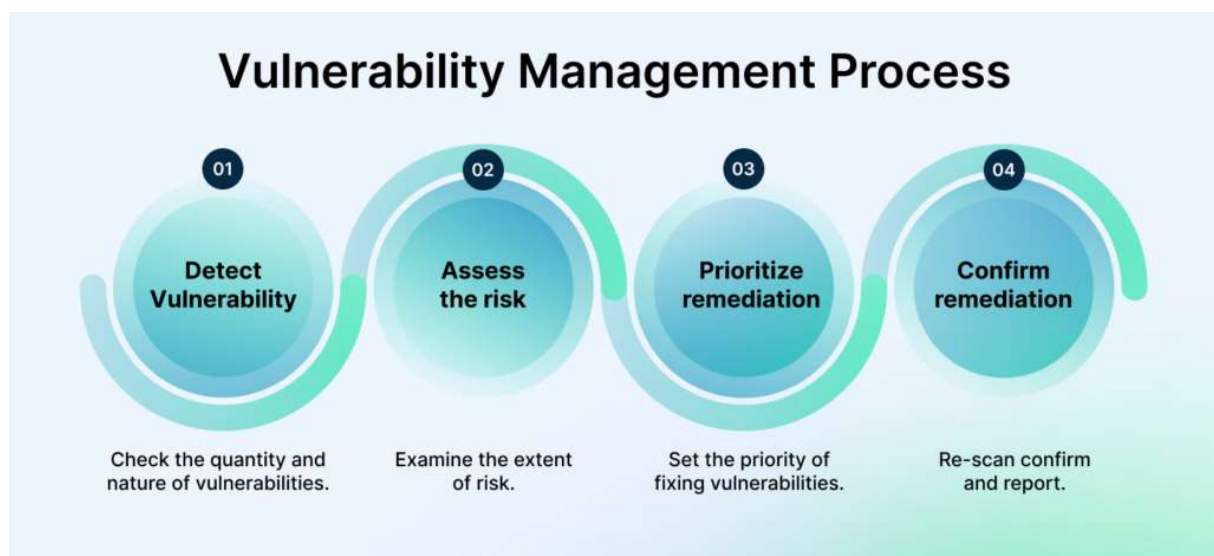 Vulnerability Management Process
01
Detect
Vulnerability
Check the quantity and
nature of vulnerabilities.
02
Assess
the risk
Examine the extent
of risk.
03
Prioritize
remediation
Set the priority of
fixing vulnerabilities.
04
Confirm
remediation
Re-scan confirm
and report.